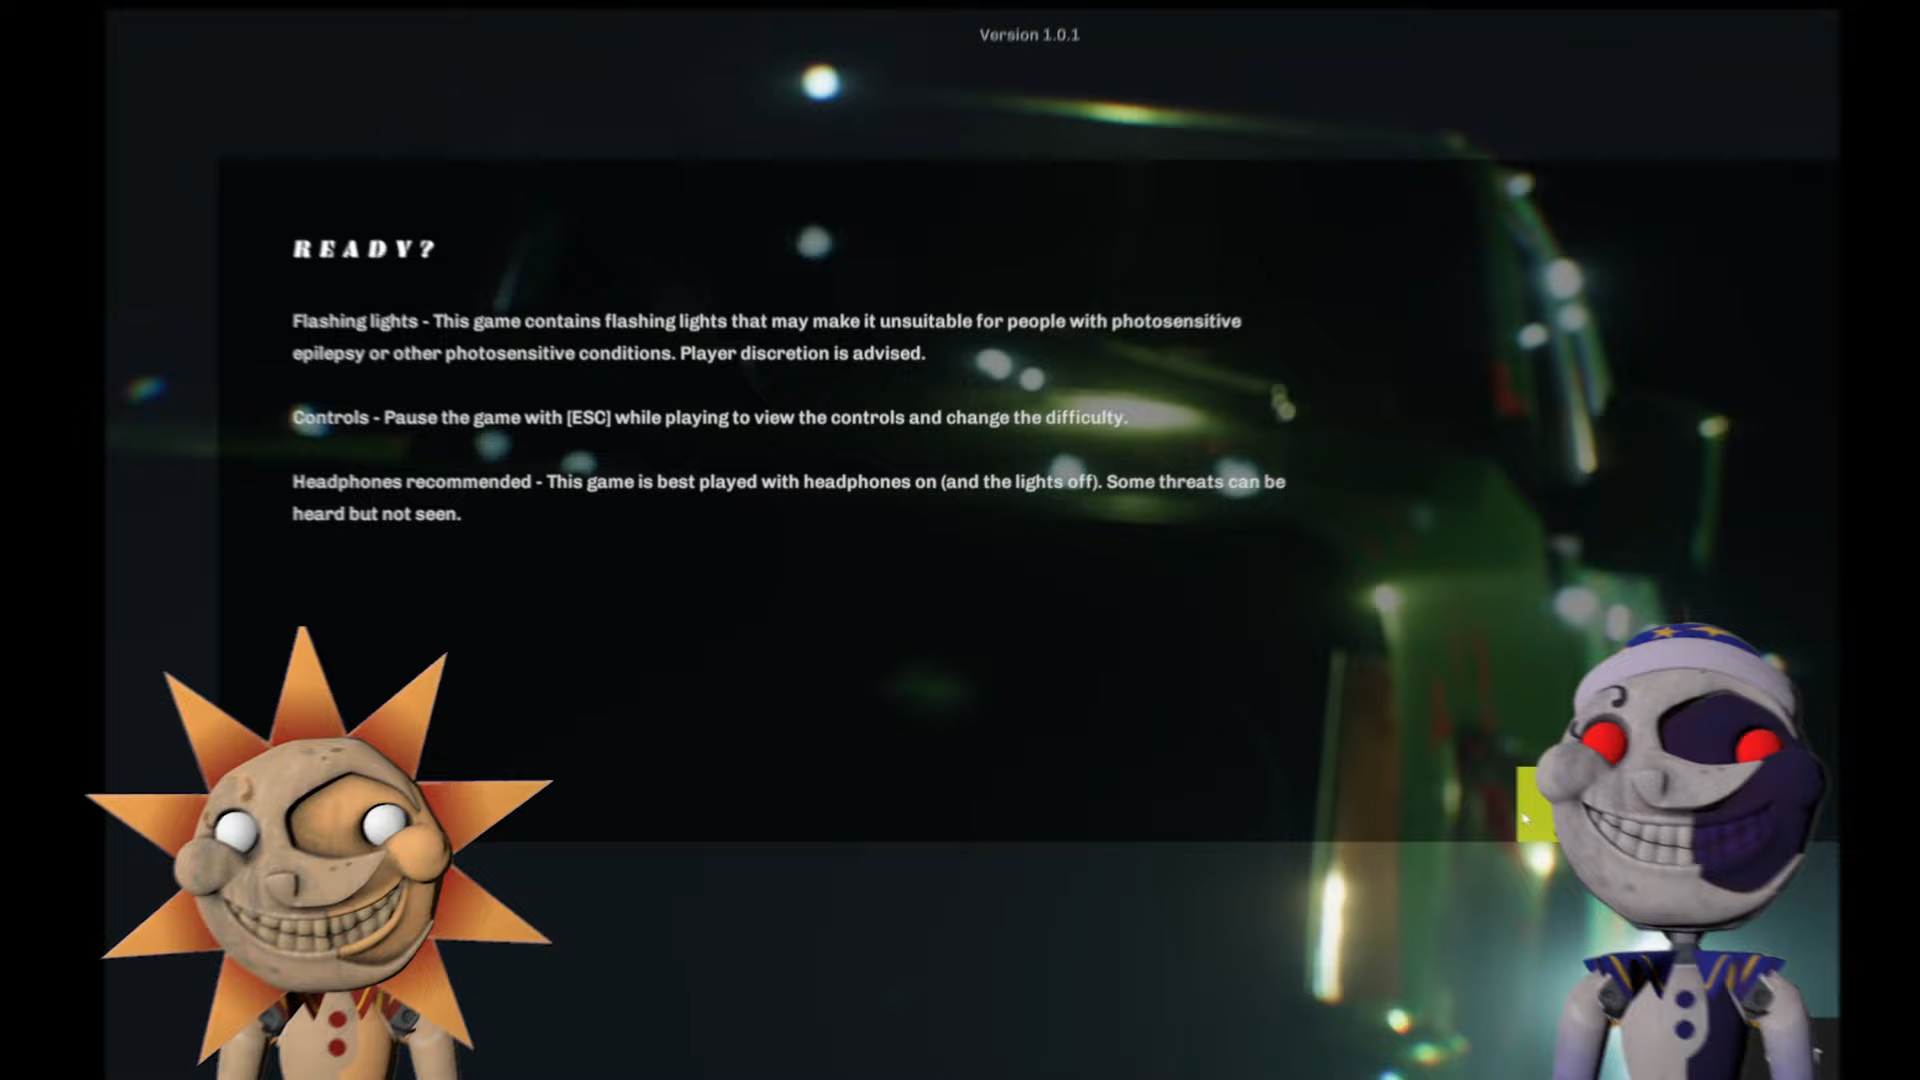 Version 1.0.1
READY?
Flashing lights - This game contains flashing lights that may make it unsuitable for people with photosensitive
epilepsy or other photosensitive conditions. Player discretion is advised.
Controls - Pause the game with [ESC] while playing to view the controls and change the difficulty.
Headphones recommended - This game is best played with headphones on (and the lights off). Some threats can be
heard but not seen.